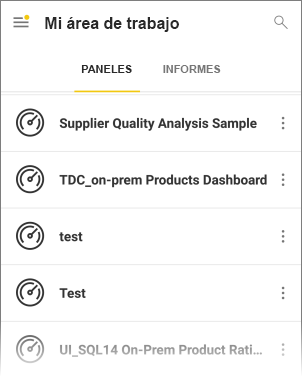 Mi área de trabajo
PANELES INFORMES
Supplier Quality Analysis Sample
TDC_on-prem Products Dashboard
test
Test
UI_SQL14 On-Prem Product Rati...